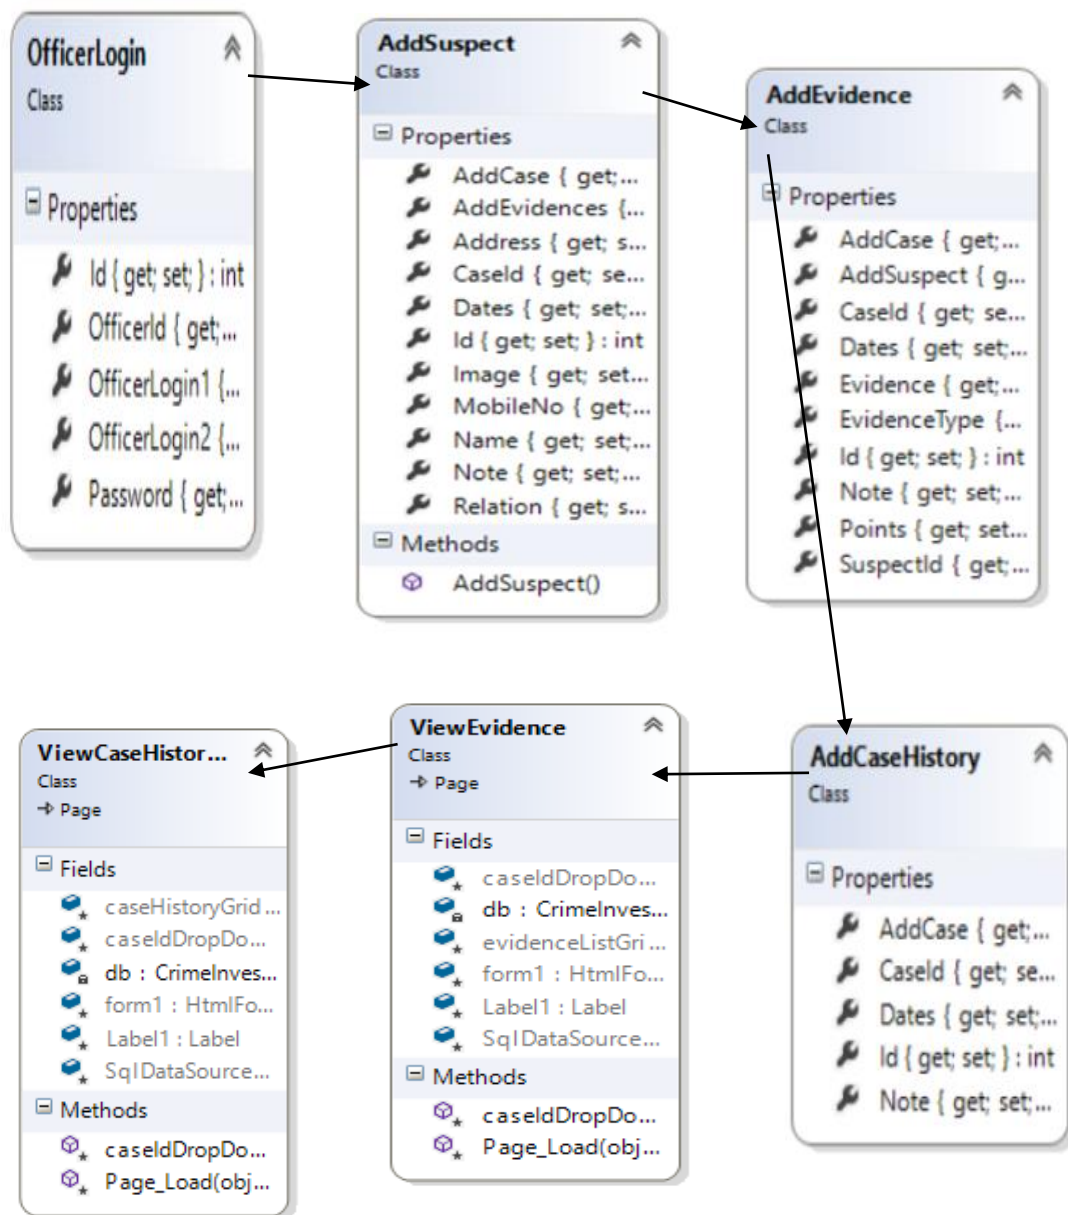 OfficerLogin
Class
Properties
Id { get; set; } : int
OfficerId { get;...
OfficerLogin1 {...
OfficerLogin2 {...
Password { get;...
AddSuspect
Class
Properties
AddCase { get;...
AddEvidences {...
Address { get; s...
CaseId { get; se...
Dates { get; set;...
Id { get; set; } : int
Image { get; set...
MobileNo { get;...
Name { get; set;...
Note { get; set;...
Relation { get; s...
Methods
AddSuspect()
AddEvidence
Class
Properties
AddCase { get;...
AddSuspect { g...
CaseId { get; se...
Dates { get; set;...
Evidence { get;...
EvidenceType {...
Id { get; set; } : int
Note { get; set;...
Points { get; set...
SuspectId { get;...
ViewCaseHistor...
Class
Page
Fields
caseHistoryGrid...
caseIdDropDo...
db : CrimeInves...
form1 : HtmlFo...
Label1 : Label
SqlDataSource...
Methods
caseIdDropDo...
Page_Load(obj...
ViewEvidence
Class
Page
Fields
caseIdDropDo...
db : CrimeInves...
evidenceListGri...
form1 : HtmlFo...
Label1 : Label
SqlDataSource...
Methods
caseIdDropDo...
Page_Load(obj...
AddCaseHistory
Class
Properties
AddCase { get;...
CaseId { get; se...
Dates { get; set;...
Id { get; set; } : int
Note { get; set;...